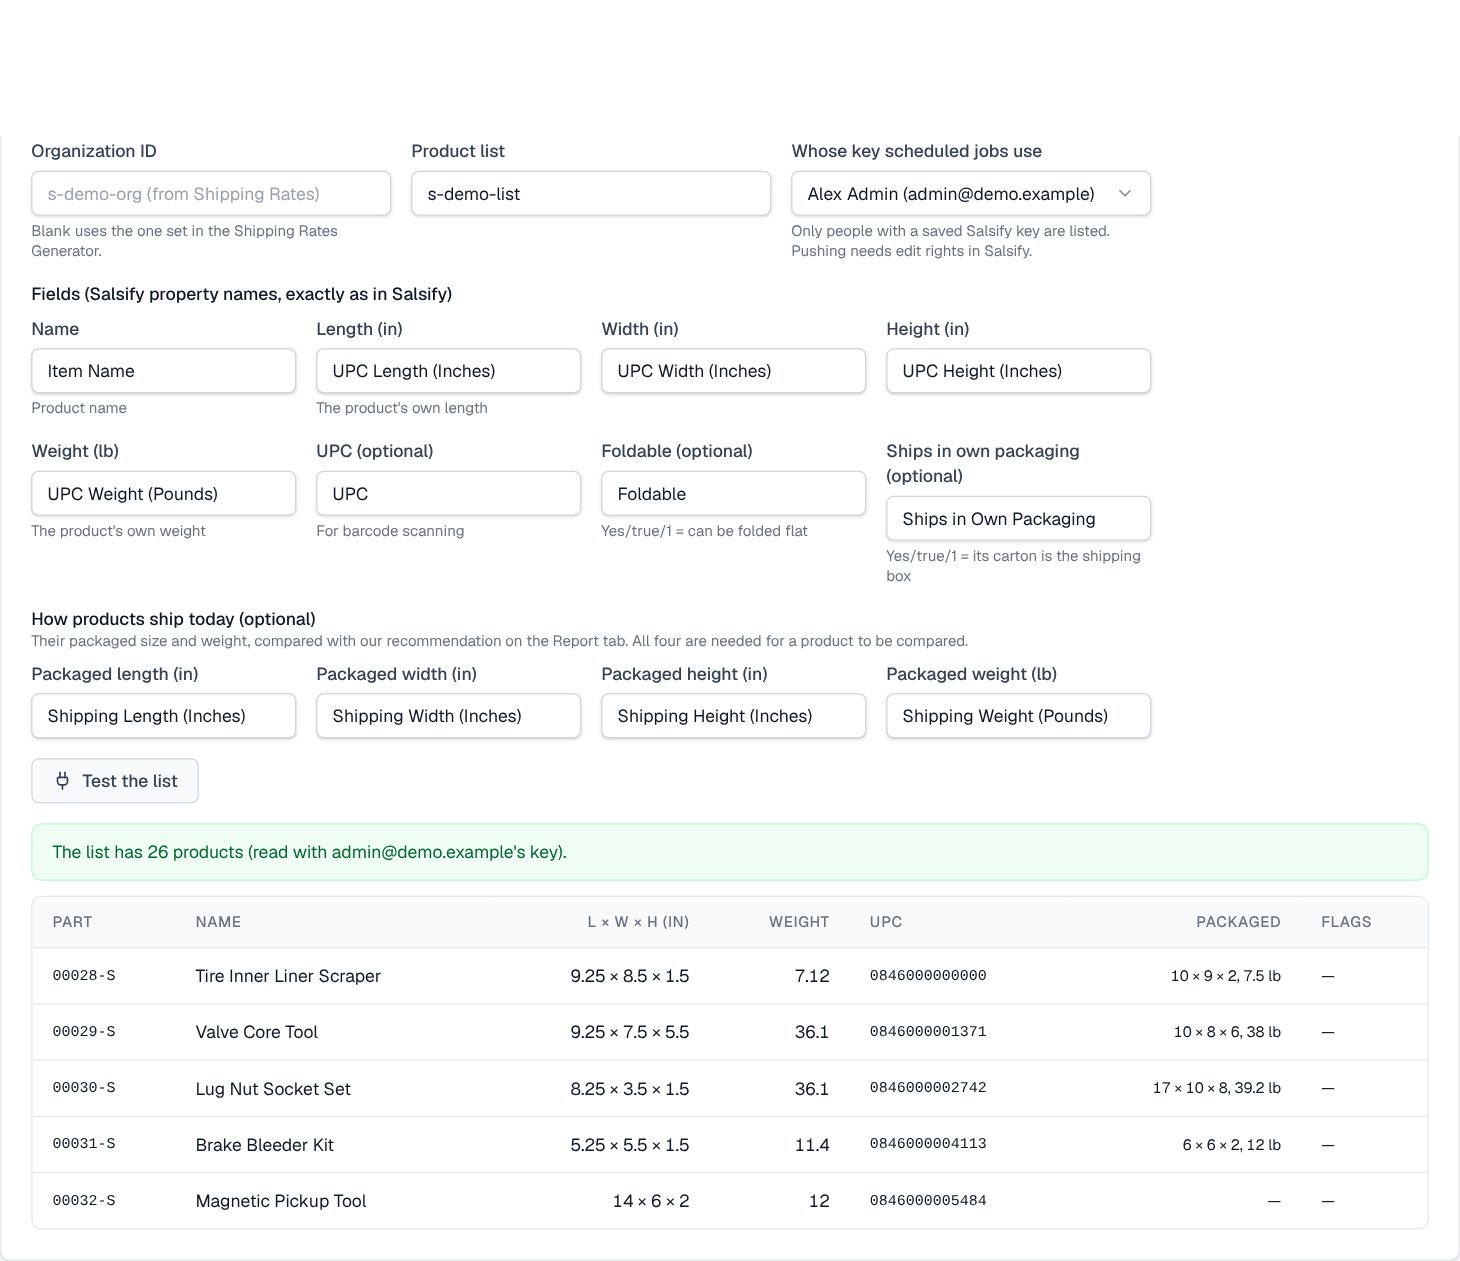 Organization ID
Product list
Whose key scheduled jobs use
s-demo-org (from Shipping Rates)
s-demo-list
Alex Admin (admin@demo.example)
Blank uses the one set in the Shipping Rates
Generator.
Only people with a saved Salsify key are listed.
Pushing needs edit rights in Salsify.
Fields (Salsify property names, exactly as in Salsify)
Name
Length (in)
Width (in)
Height (in)
Item Name
UPC Length (Inches)
UPC Width (Inches)
UPC Height (Inches)
Product name
The product's own length
Weight (lb)
UPC (optional)
Foldable (optional)
Ships in own packaging
(optional)
UPC Weight (Pounds)
UPC
Foldable
Ships in Own Packaging
The product's own weight
For barcode scanning
Yes/true/1 = can be folded flat
Yes/true/1 = its carton is the shipping
box
How products ship today (optional)
Their packaged size and weight, compared with our recommendation on the Report tab. All four are needed for a product to be compared.
Packaged length (in)
Packaged width (in)
Packaged height (in)
Packaged weight (lb)
Shipping Length (Inches)
Shipping Width (Inches)
Shipping Height (Inches)
Shipping Weight (Pounds)
Test the list
The list has 26 products (read with admin@demo.example's key).
PART NAME L × W × H (IN) WEIGHT UPC PACKAGED FLAGS
00028-S Tire Inner Liner Scraper 9.25 × 8.5 × 1.5 7.12 0846000000000 10 × 9 × 2, 7.5 lb —
00029-S Valve Core Tool 9.25 × 7.5 × 5.5 36.1 0846000001371 10 × 8 × 6, 38 lb —
00030-S Lug Nut Socket Set 8.25 × 3.5 × 1.5 36.1 0846000002742 17 × 10 × 8, 39.2 lb —
00031-S Brake Bleeder Kit 5.25 × 5.5 × 1.5 11.4 0846000004113 6 × 6 × 2, 12 lb —
00032-S Magnetic Pickup Tool 14 × 6 × 2 12 0846000005484 — —